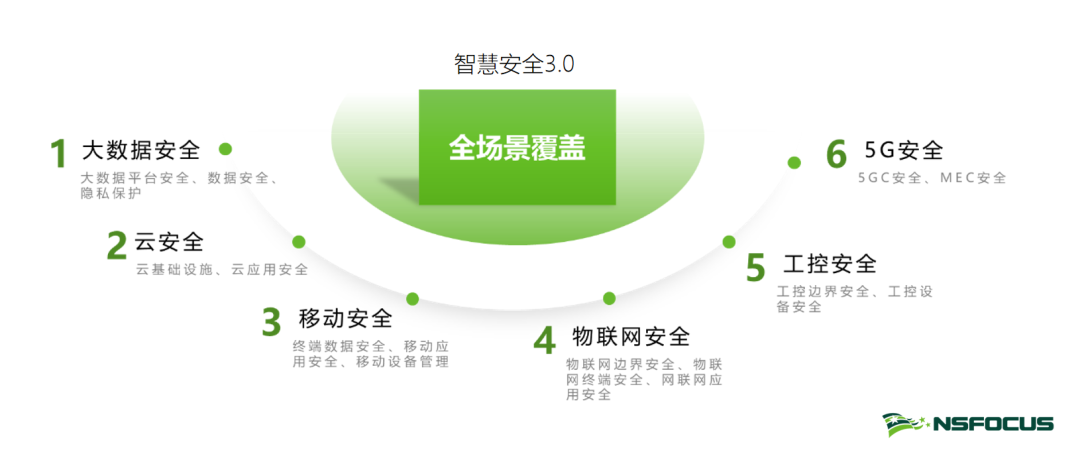 智慧安全3.0
全场景覆盖
1 大数据安全
大数据平台安全、数据安全、
隐私保护
2 云安全
云基础设施、云应用安全
3 移动安全
终端数据安全、移动应
用安全、移动设备管理
4 物联网安全
物联网边界安全、物联
网终端安全、网联网应
用安全
5 工控安全
工控边界安全、工控设
备安全
6 5G安全
5GC安全、MEC安全
NSFOCUS